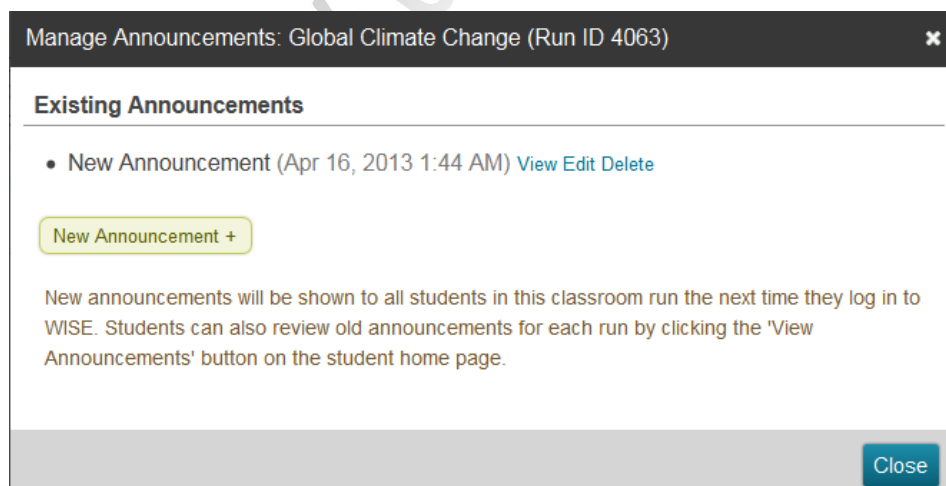 Manage Announcements: Global Climate Change (Run ID 4063)
Existing Announcements
• New Announcement (Apr 16, 2013 1:44 AM) View Edit Delete
New Announcement +
New announcements will be shown to all students in this classroom run the next time they log in to
WISE. Students can also review old announcements for each run by clicking the 'View
Announcements' button on the student home page.
Close